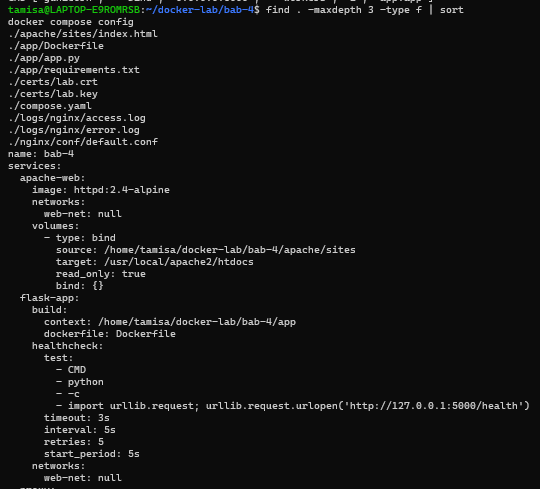 tamisa@LAPTOP-E9ROMRSB:~/docker-lab/bab-4$ find . -maxdepth 3 -type f | sort
docker compose config
./apache/sites/index.html
./app/Dockerfile
./app/app.py
./app/requirements.txt
./certs/lab.crt
./certs/lab.key
./compose.yaml
./logs/nginx/access.log
./logs/nginx/error.log
./nginx/conf/default.conf
name: bab-4
services:
  apache-web:
    image: httpd:2.4-alpine
    networks:
      web-net: null
    volumes:
      - type: bind
        source: /home/tamisa/docker-lab/bab-4/apache/sites
        target: /usr/local/apache2/htdocs
        read_only: true
        bind: {}
  flask-app:
    build:
      context: /home/tamisa/docker-lab/bab-4/app
      dockerfile: Dockerfile
    healthcheck:
      test:
        - CMD
        - python
        - -c
        - import urllib.request; urllib.request.urlopen('http://127.0.0.1:5000/health')
      timeout: 3s
      interval: 5s
      retries: 5
      start_period: 5s
    networks:
      web-net: null